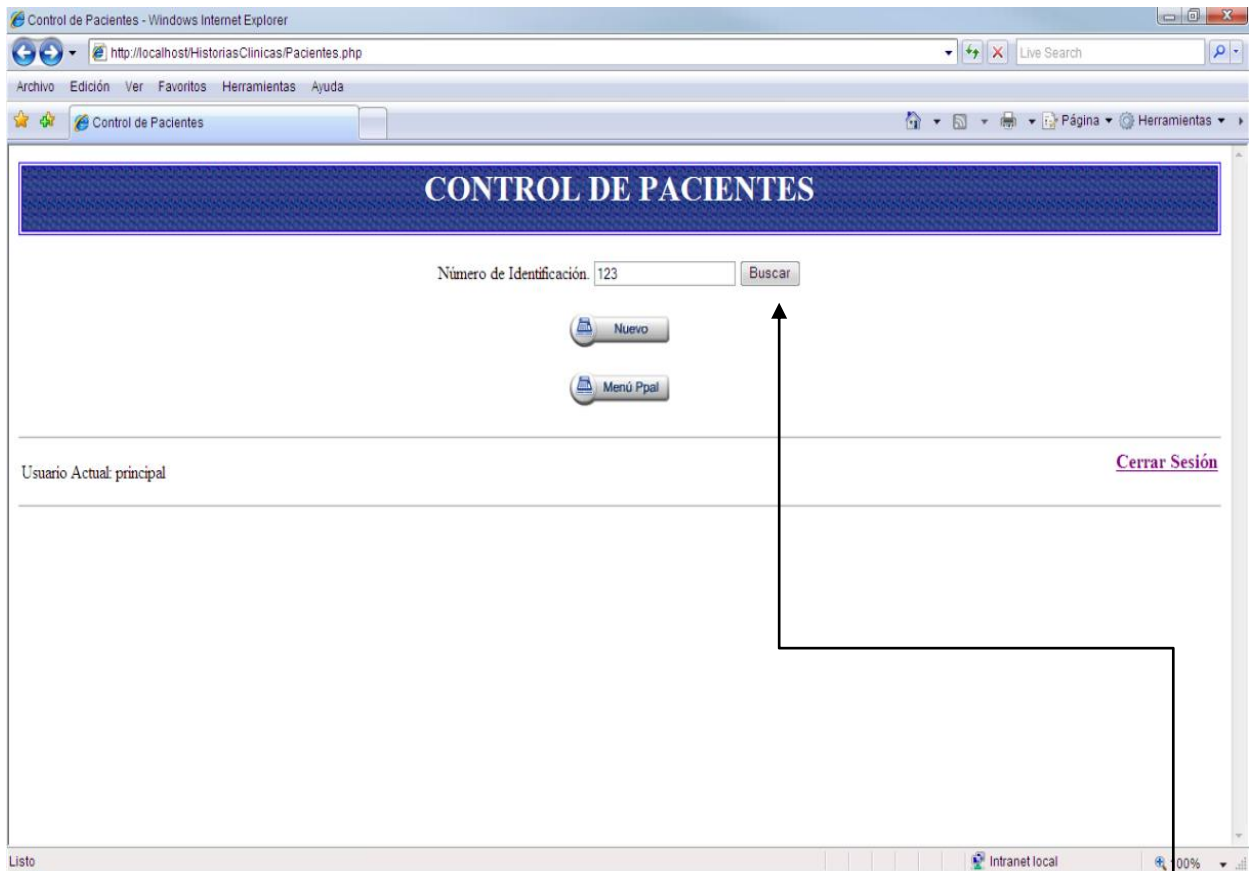 Control de Pacientes - Windows Internet Explorer
http://localhost/HistoriasClinicas/Pacientes.php
Live Search
Archivo Edición Ver Favoritos Herramientas Ayuda
Control de Pacientes
Página Herramientas
CONTROL DE PACIENTES
Número de Identificación. 123 Buscar
Nuevo
Menú Ppal
Usuario Actual: principal
Cerrar Sesión
Listo
Intranet local
100%